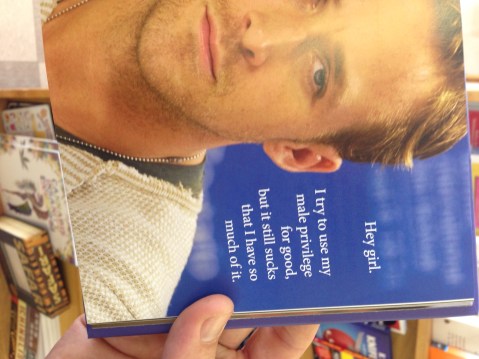 Hey girl.
I try to use my
male privilege
for good,
but it still sucks
that I have so
much of it.